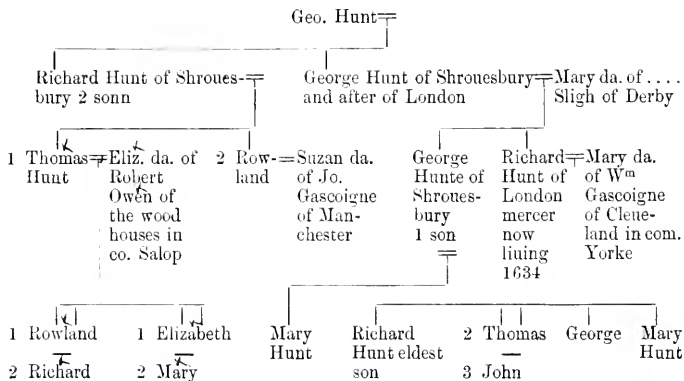 Geo. Hunt
Richard Hunt of Shroues-
bury 2 sonn
George Hunt of Shrouesbury
and after of London
Mary da. of . . . .
Sligh of Derby
1 Thomas
Hunt
Eliz. da. of
Robert
Owen of
the wood
houses in
co. Salop
2 Row-
land
Suzan da.
of Jo.
Gascoigne
of Man-
chester
George
Hunte of
Shroues-
bury
1 son
Richard
Hunt of
London
mercer
now
liuing
1634
Mary da.
of Wᵐ
Gascoigne
of Cleue-
land in com.
Yorke
1 Rowland
2 Richard
1 Elizabeth
2 Mary
Mary
Hunt
Richard
Hunt eldest
son
2 Thomas
3 John
George
Mary
Hunt